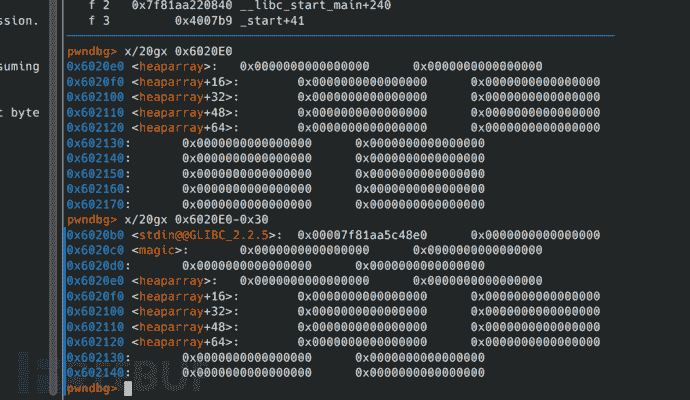 f 2 0x7f81aa220840 __libc_start_main+240
ssion. f 3 0x4007b9 _start+41
pwndbg> x/20gx 0x6020E0
suming 0x6020e0 <heaparray>: 0x0000000000000000 0x0000000000000000
0x6020f0 <heaparray+16>: 0x0000000000000000 0x0000000000000000
0x602100 <heaparray+32>: 0x0000000000000000 0x0000000000000000
t byte 0x602110 <heaparray+48>: 0x0000000000000000 0x0000000000000000
0x602120 <heaparray+64>: 0x0000000000000000 0x0000000000000000
0x602130: 0x0000000000000000 0x0000000000000000
0x602140: 0x0000000000000000 0x0000000000000000
0x602150: 0x0000000000000000 0x0000000000000000
0x602160: 0x0000000000000000 0x0000000000000000
0x602170: 0x0000000000000000 0x0000000000000000
pwndbg> x/20gx 0x6020E0-0x30
0x6020b0 <stdin@@GLIBC_2.2.5>: 0x00007f81aa5c48e0 0x0000000000000000
0x6020c0 <magic>: 0x0000000000000000 0x0000000000000000
0x6020d0: 0x0000000000000000 0x0000000000000000
0x6020e0 <heaparray>: 0x0000000000000000 0x0000000000000000
0x6020f0 <heaparray+16>: 0x0000000000000000 0x0000000000000000
0x602100 <heaparray+32>: 0x0000000000000000 0x0000000000000000
0x602110 <heaparray+48>: 0x0000000000000000 0x0000000000000000
0x602120 <heaparray+64>: 0x0000000000000000 0x0000000000000000
0x602130: 0x0000000000000000 0x0000000000000000
0x602140: 0x0000000000000000 0x0000000000000000
pwndbg>